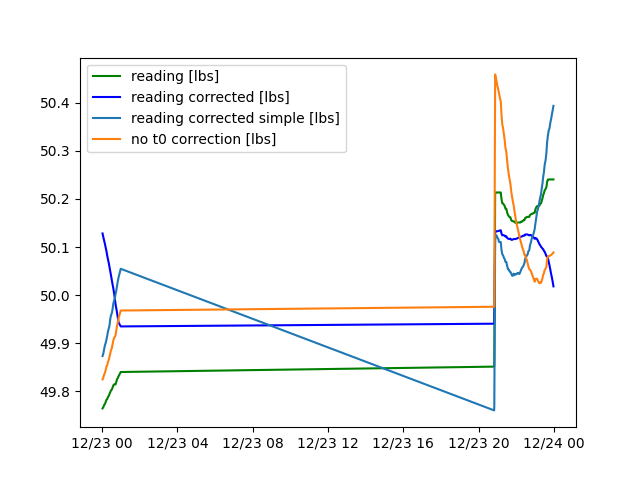 reading [lbs]
reading corrected [lbs]
reading corrected simple [lbs]
no t0 correction [lbs]
50.4
50.3
50.2
50.1
50.0
49.9
49.8
12/23 00 12/23 04 12/23 08 12/23 12 12/23 16 12/23 20 12/24 00